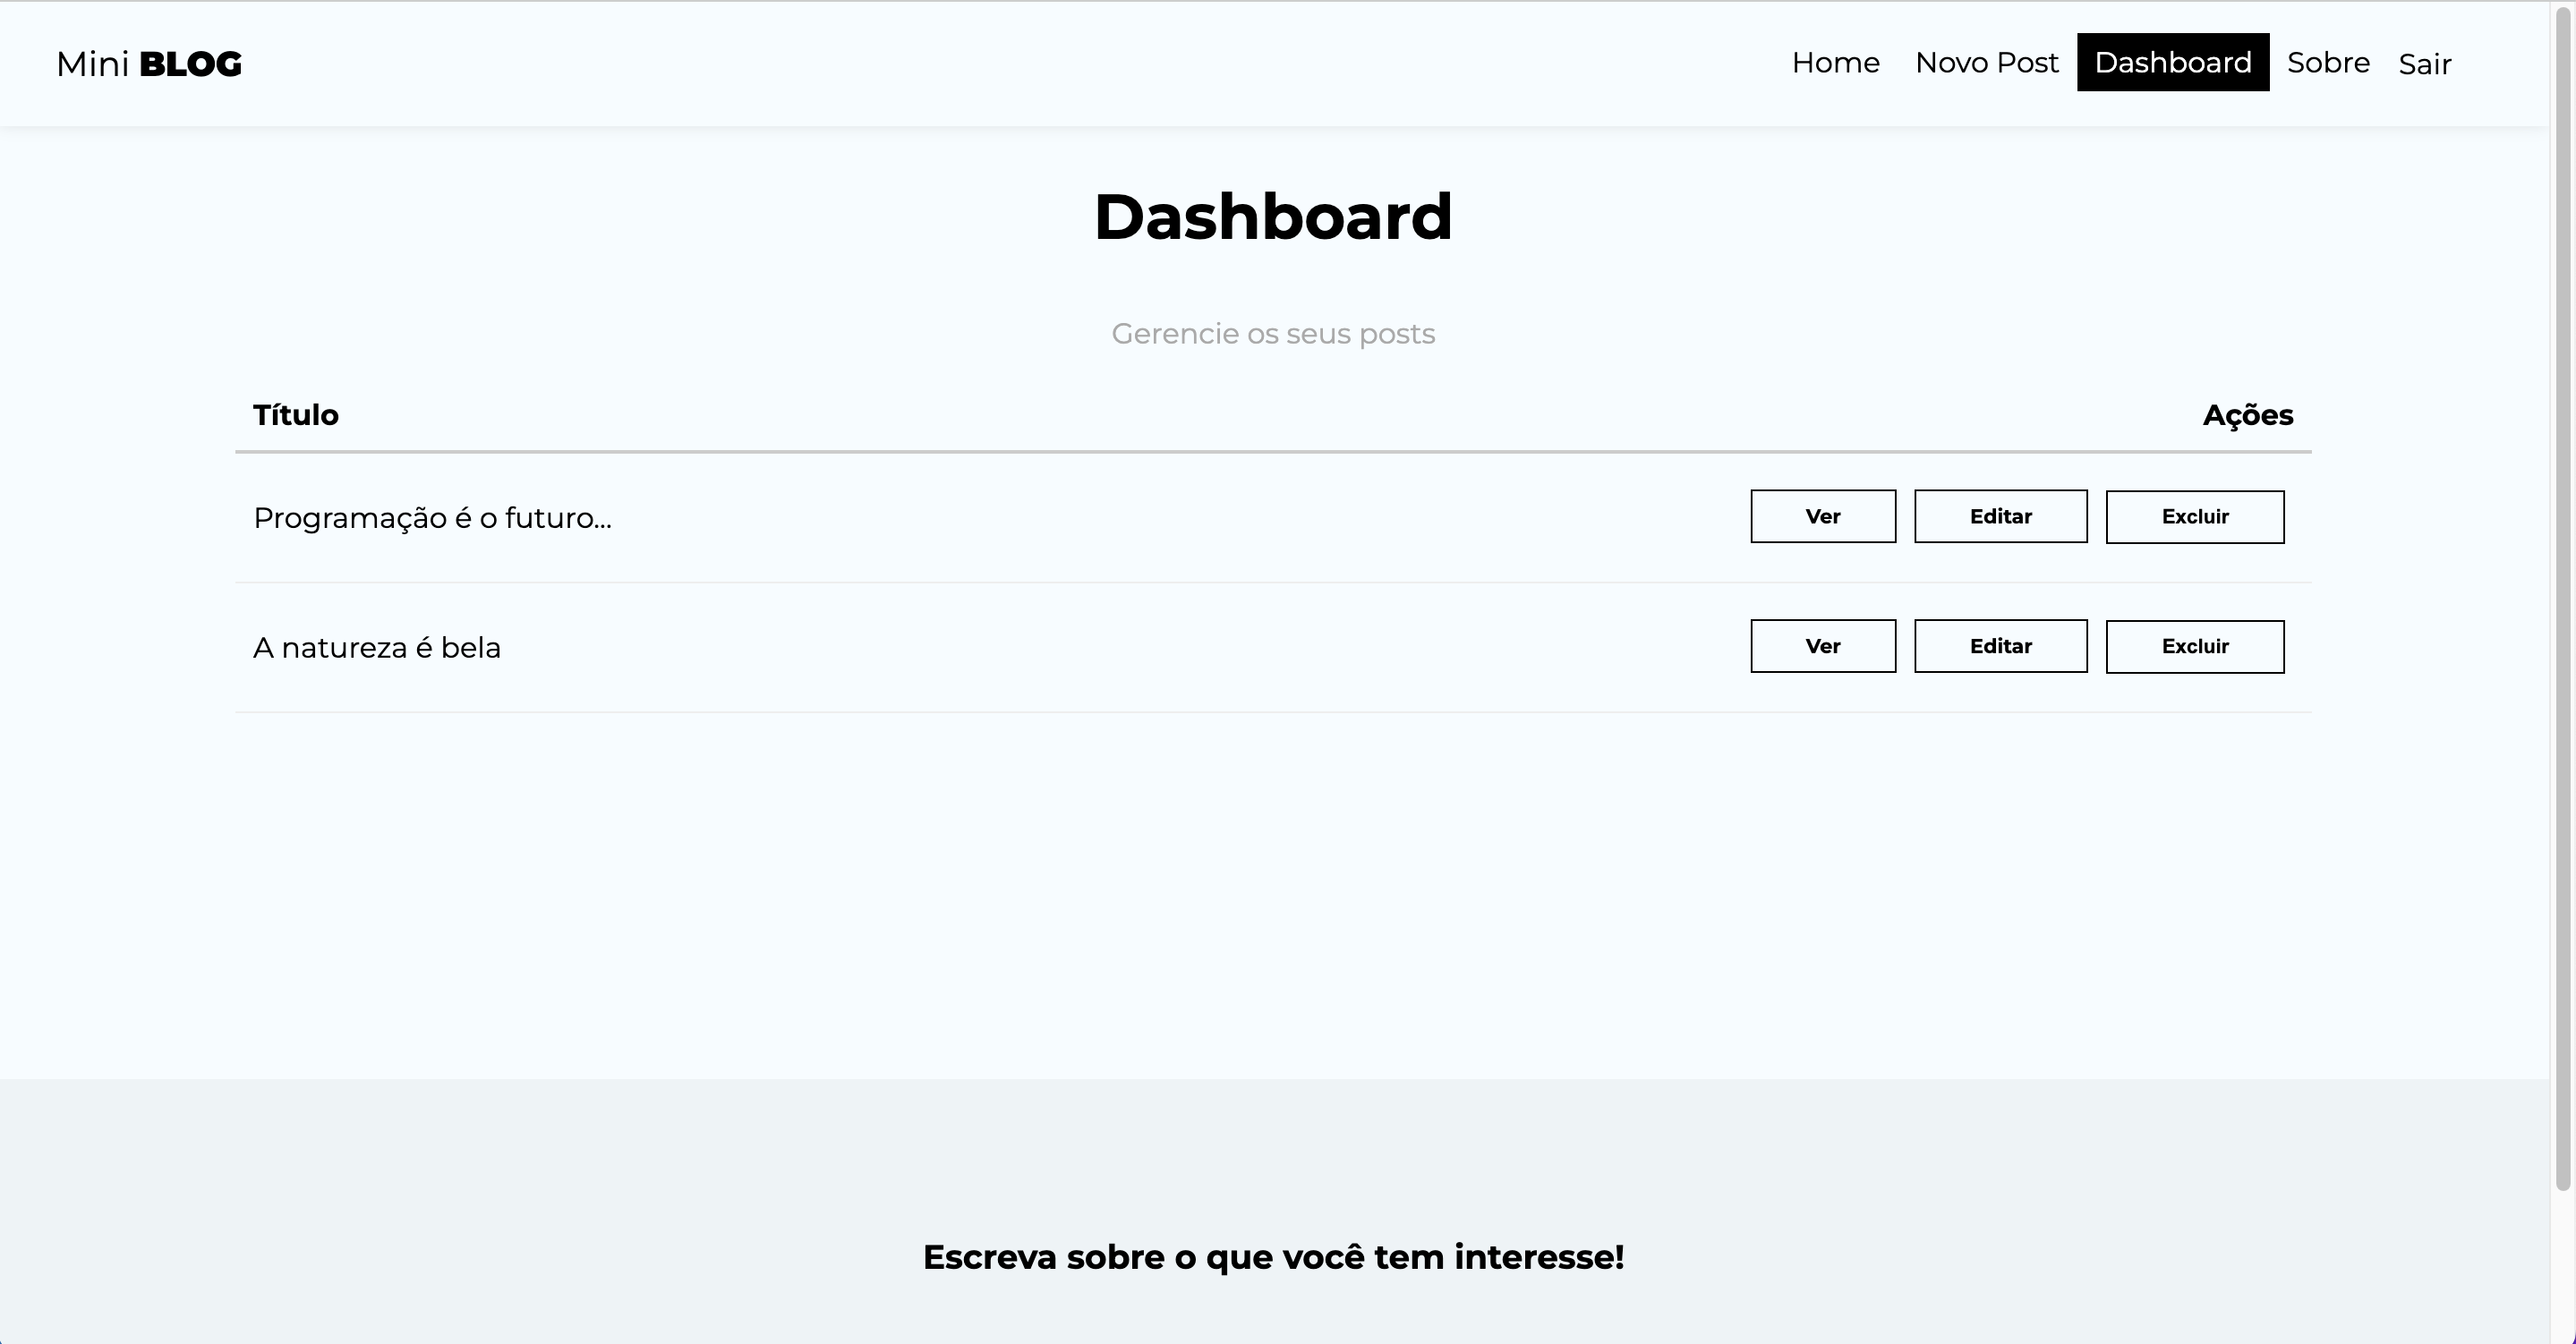 Mini BLOG Home Novo Post Dashboard Sobre Sair
Dashboard
Gerencie os seus posts
Título Ações
Programação é o futuro... Ver Editar Excluir
A natureza é bela Ver Editar Excluir
Escreva sobre o que você tem interesse!